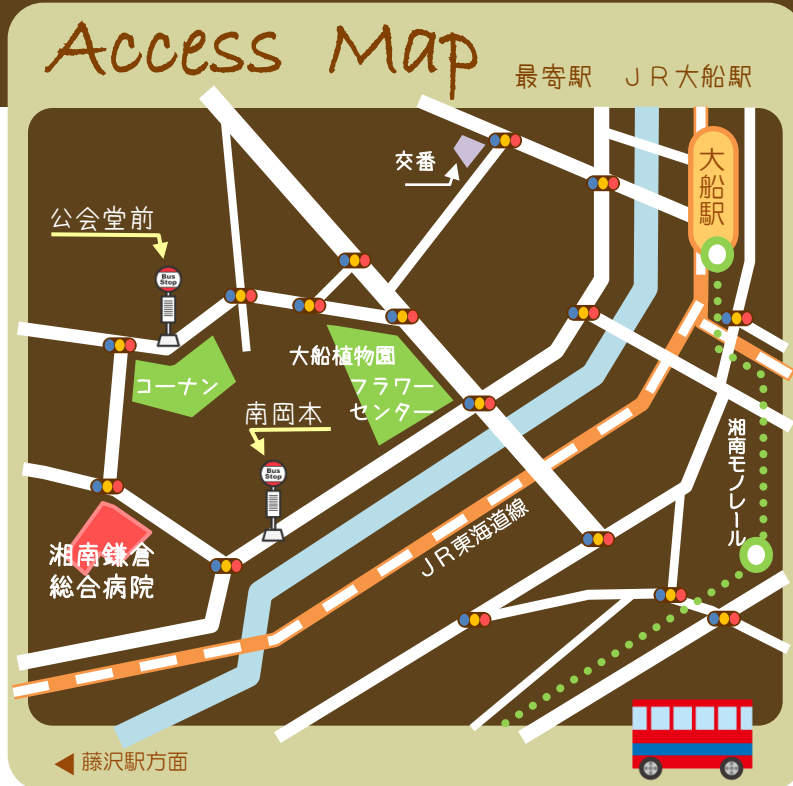 Access Map
最寄駅 JR大船駅
交番
大船駅
公会堂前
Bus
Stop
大船植物園
フラワー
センター
コーナン
南岡本
Bus
Stop
湘南モノレール
JR東海道線
湘南鎌倉
総合病院
◀ 藤沢駅方面